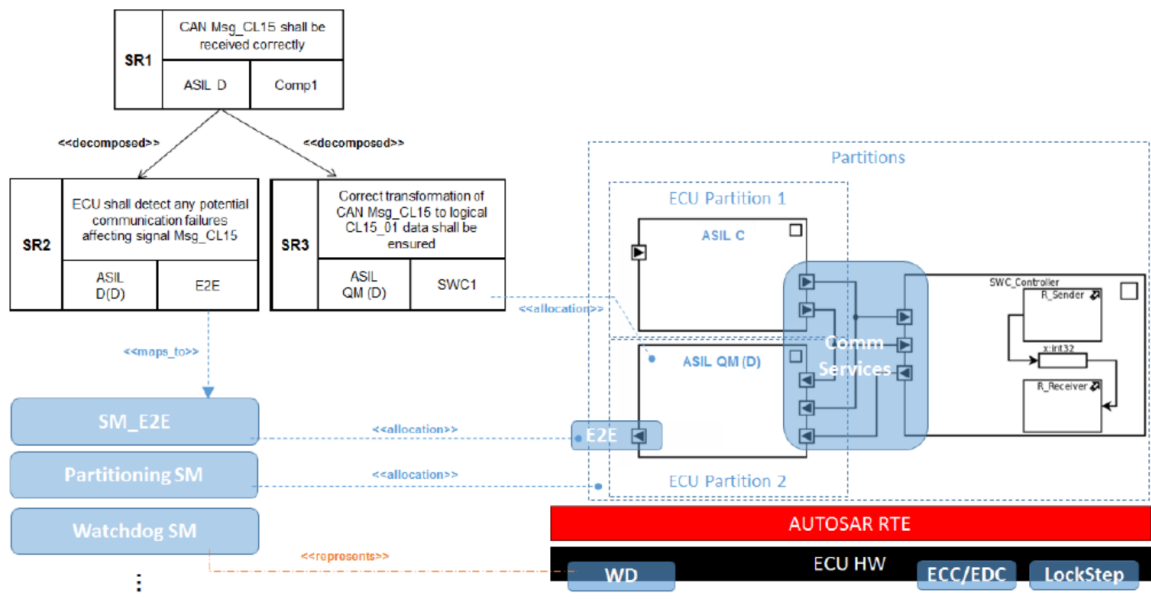 CAN Msg_CL15 shall be
received correctly
SR1
ASIL D
Comp1
<<decomposed>>
<<decomposed>>
ECU shall detect any potential
communication failures
affecting signal Msg_CL15
SR2
ASIL
D(D)
E2E
Correct transformation of
CAN Msg_CL15 to logical
CL15_01 data shall be
ensured
SR3
ASIL
QM (D)
SWC1
<<allocation>>
<<maps_to>>
SM_E2E
<<allocation>>
Partitioning SM
<<allocation>>
Watchdog SM
<<represents>>
Partitions
ECU Partition 1
ASIL C
SWC_Controller
R_Sender
x:int32
R_Receiver
Comm
Services
ASIL QM (D)
E2E
ECU Partition 2
AUTOSAR RTE
ECU HW
WD
ECC/EDC
LockStep